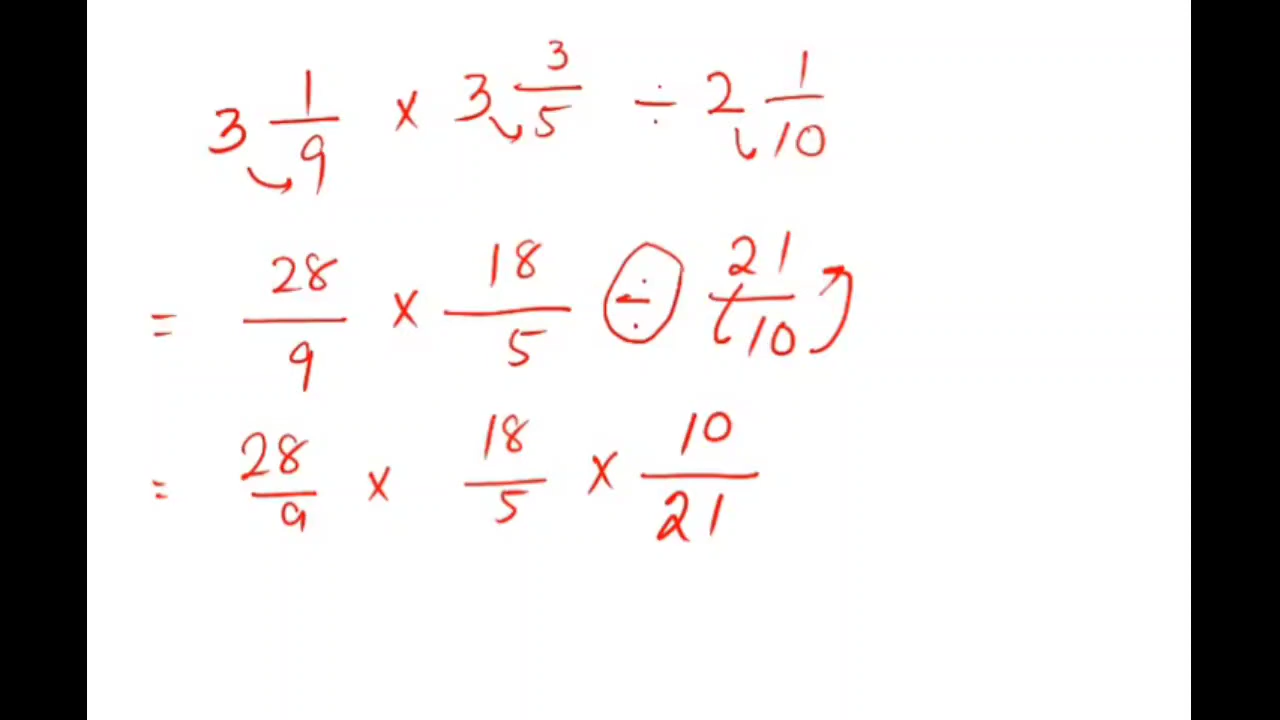 3 1/9 × 3 3/5 ÷ 2 1/10
= 28/9 × 18/5 ÷ 21/10
= 28/9 × 18/5 × 10/21